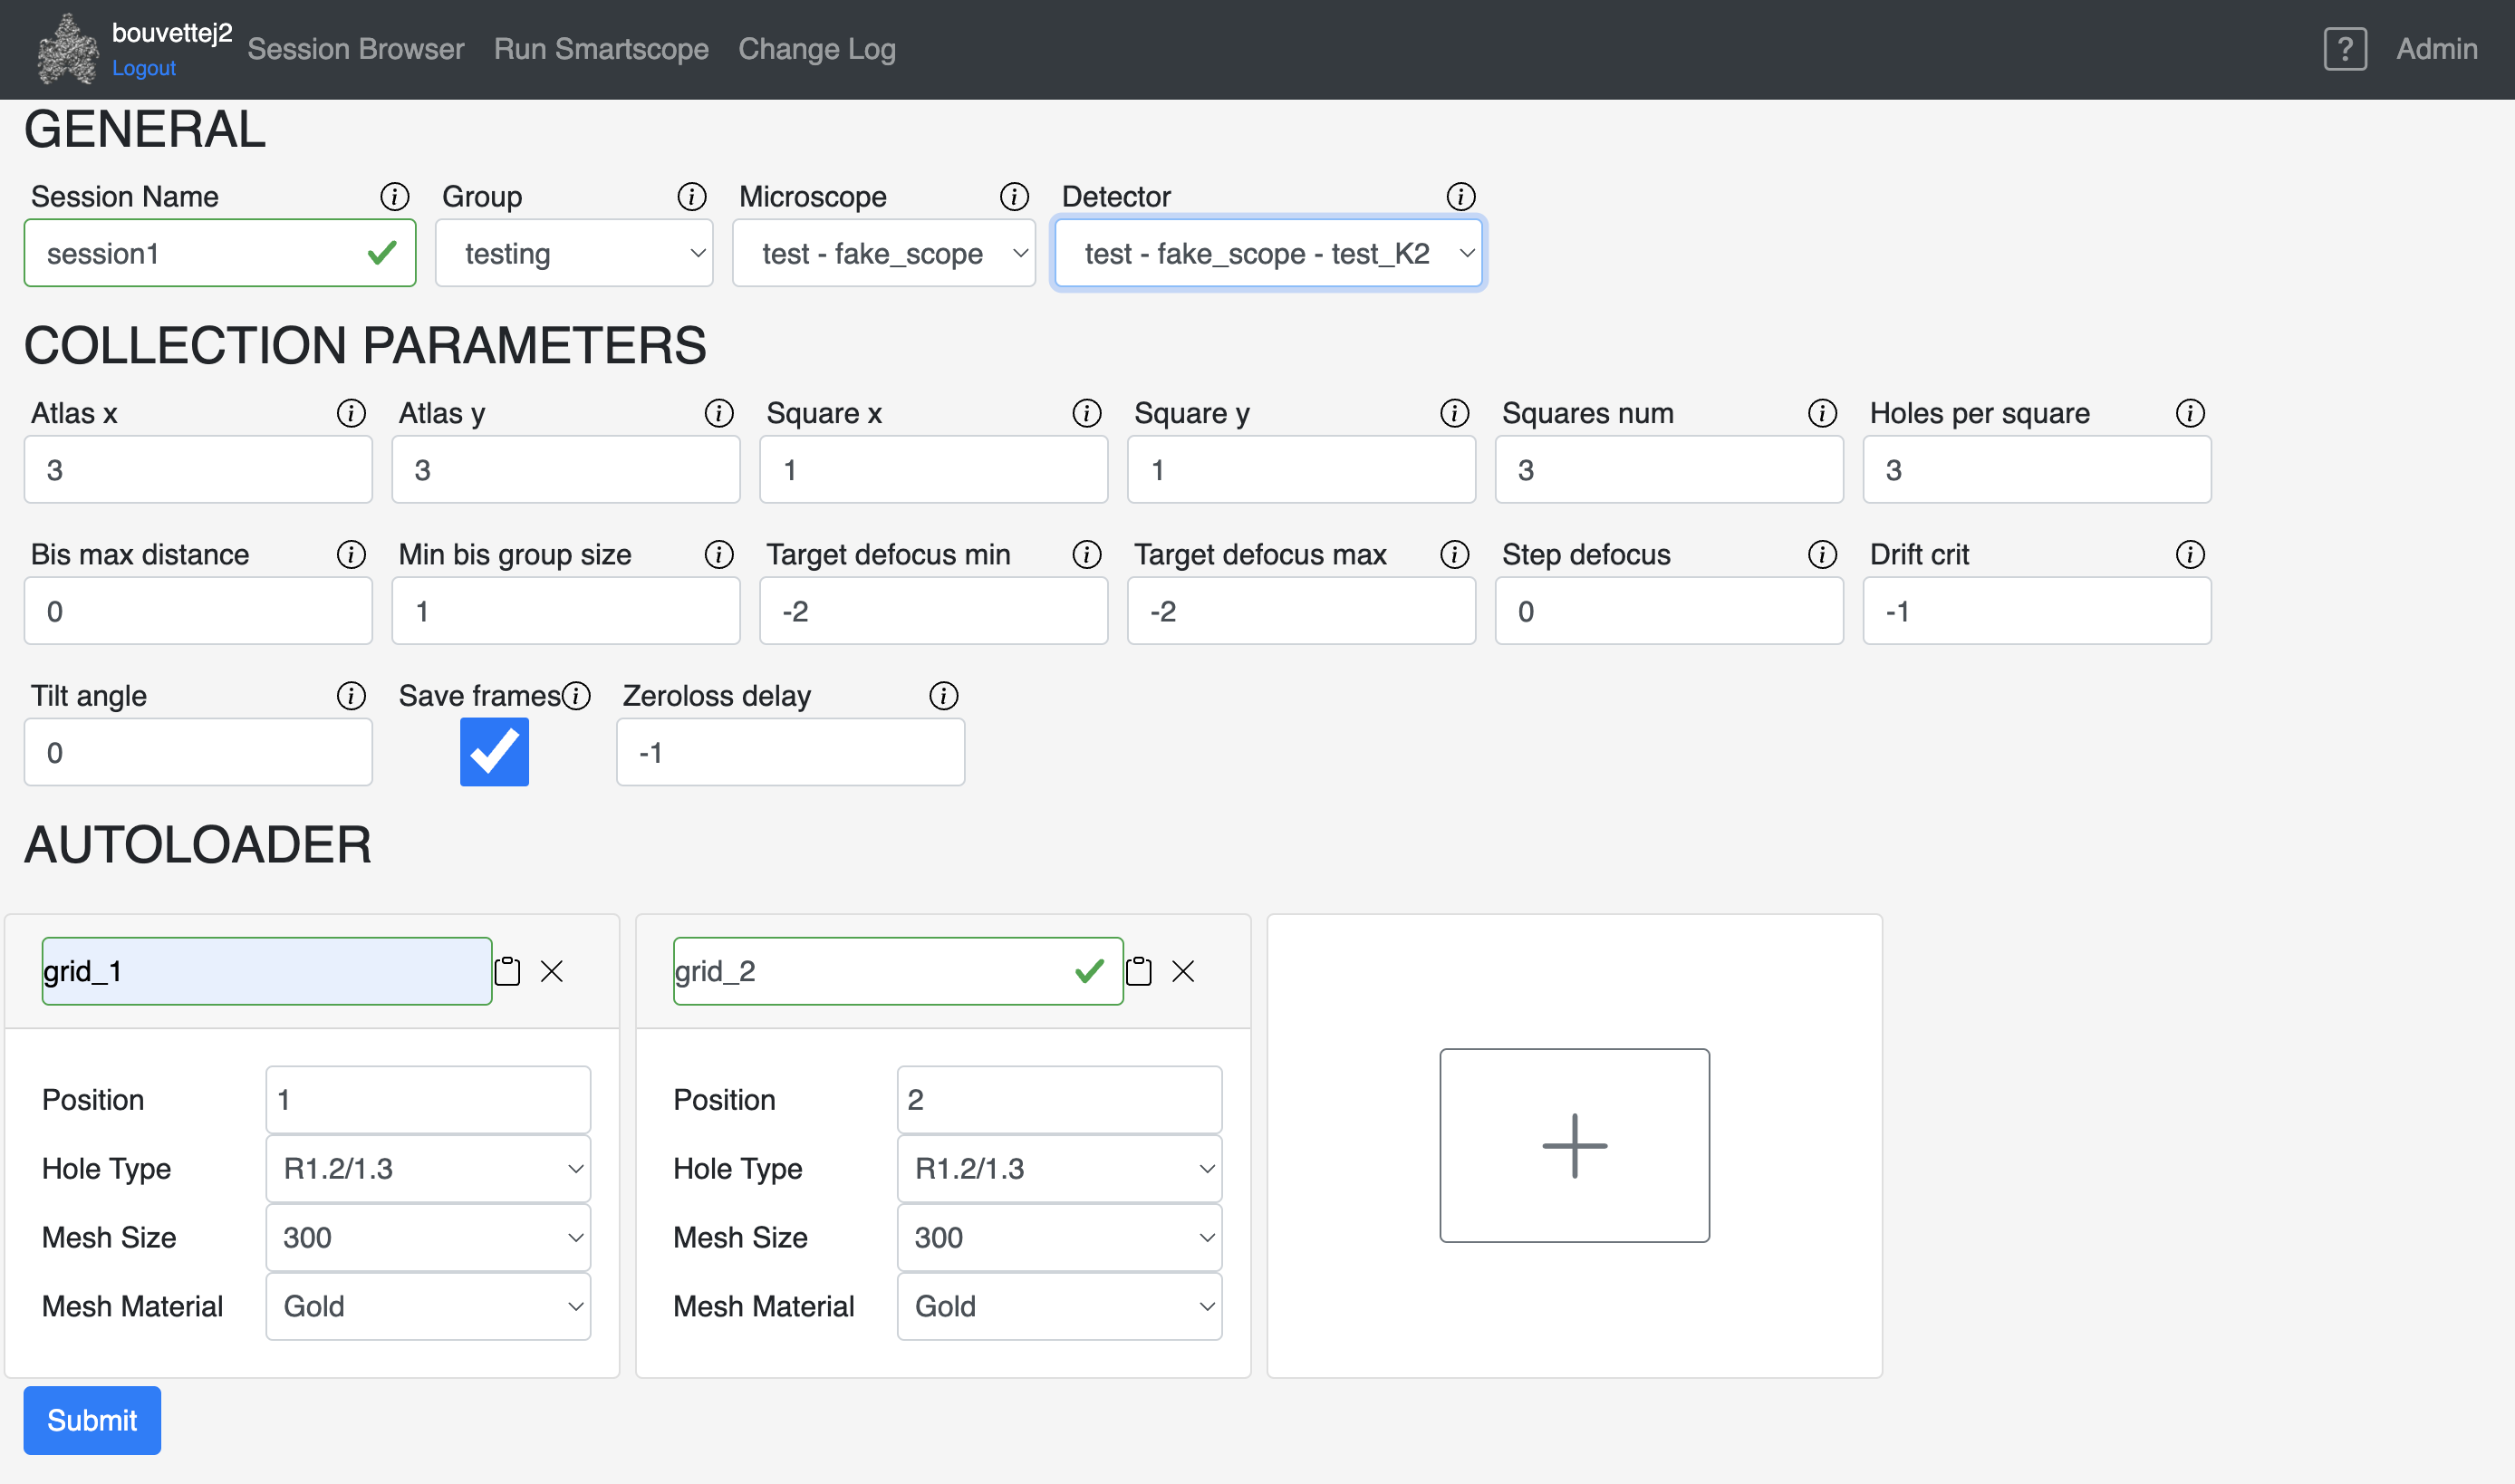 bouvettej2
Logout
Session Browser Run Smartscope Change Log ? Admin
GENERAL
Session Name i Group i Microscope i Detector i
session1 testing test - fake_scope test - fake_scope - test_K2
COLLECTION PARAMETERS
Atlas x i Atlas y i Square x i Square y i Squares num i Holes per square i
3 3 1 1 3 3
Bis max distance i Min bis group size i Target defocus min i Target defocus max i Step defocus i Drift crit i
0 1 -2 -2 0 -1
Tilt angle i Save frames i Zeroloss delay i
0 -1
AUTOLOADER
grid_1 grid_2
Position 1 Position 2
Hole Type R1.2/1.3 Hole Type R1.2/1.3
Mesh Size 300 Mesh Size 300
Mesh Material Gold Mesh Material Gold
Submit